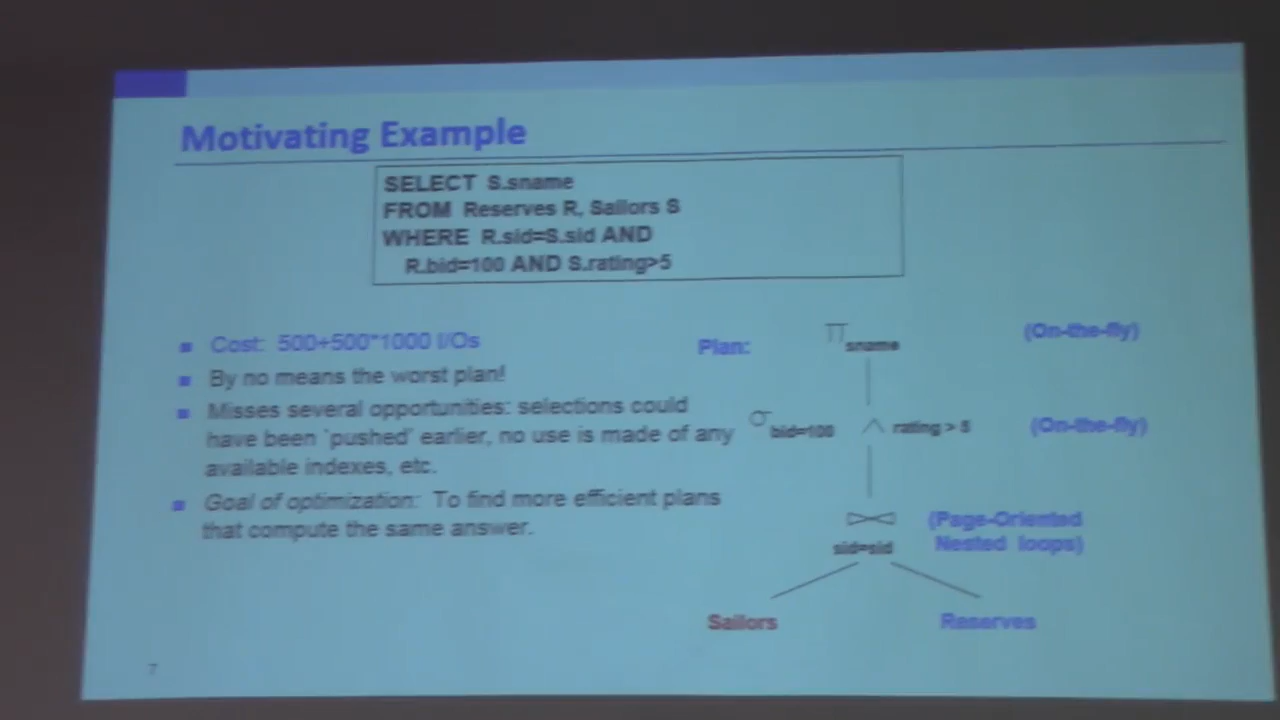 Motivating Example
SELECT S.sname
FROM Reserves R, Sailors S
WHERE R.sid=S.sid AND
R.bid=100 AND S.rating>5
Cost: 500+500*1000 I/Os
By no means the worst plan!
Misses several opportunities: selections could
have been `pushed' earlier, no use is made of any
available indexes, etc.
Goal of optimization: To find more efficient plans
that compute the same answer.
Plan:
π sname (On-the-fly)
σ bid=100 ∧ rating > 5 (On-the-fly)
⋈ sid=sid
(Page-Oriented
Nested loops)
Sailors Reserves
7